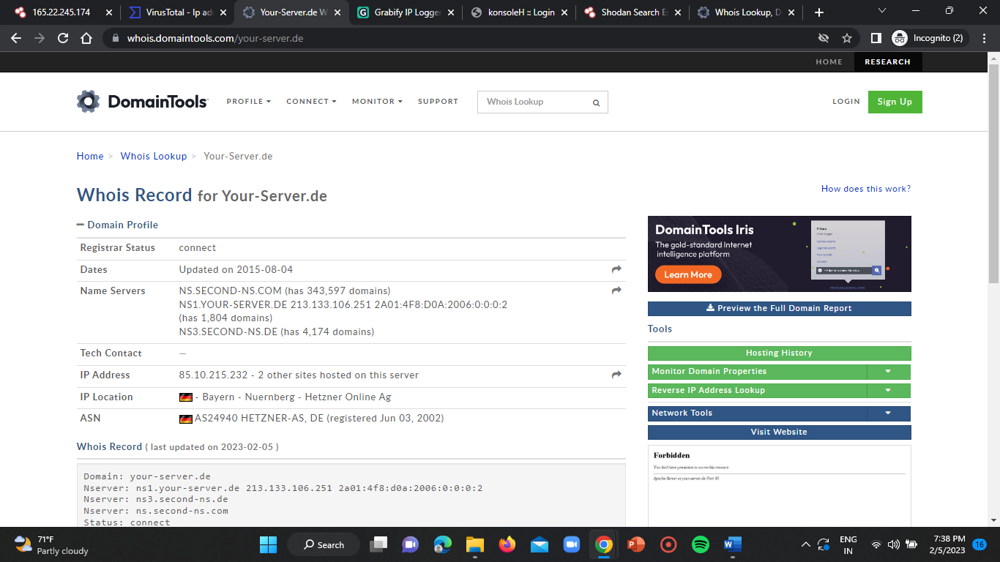 165.22.245.174
VirusTotal - Ip ad
Your-Server.de W
Grabify IP Logger
konsoleH :: Login
Shodan Search E
Whois Lookup, D
whois.domaintools.com/your-server.de
Incognito (2)
HOME
RESEARCH
DomainTools
PROFILE
CONNECT
MONITOR
SUPPORT
Whois Lookup
LOGIN
Sign Up
Home > Whois Lookup > Your-Server.de
Whois Record for Your-Server.de
How does this work?
Domain Profile
Registrar Status connect
Dates Updated on 2015-08-04
Name Servers NS.SECOND-NS.COM (has 343,597 domains)
NS1.YOUR-SERVER.DE 213.133.106.251 2A01:4F8:D0A:2006:0:0:0:2
(has 1,804 domains)
NS3.SECOND-NS.DE (has 4,174 domains)
Tech Contact —
IP Address 85.10.215.232 - 2 other sites hosted on this server
IP Location - Bayern - Nuernberg - Hetzner Online Ag
ASN AS24940 HETZNER-AS, DE (registered Jun 03, 2002)
Whois Record ( last updated on 2023-02-05 )
Domain: your-server.de
Nserver: ns1.your-server.de 213.133.106.251 2a01:4f8:d0a:2006:0:0:0:2
Nserver: ns3.second-ns.de
Nserver: ns.second-ns.com
Status: connect
DomainTools Iris
The gold-standard Internet
intelligence platform
Learn More
Filters
Preview the Full Domain Report
Tools
Hosting History
Monitor Domain Properties
Reverse IP Address Lookup
Network Tools
Visit Website
Forbidden
You don't have permission to access this resource.
Apache Server at your-server.de Port 80
71°F
Partly cloudy
Search
ENG
IN
7:38 PM
2/5/2023
16